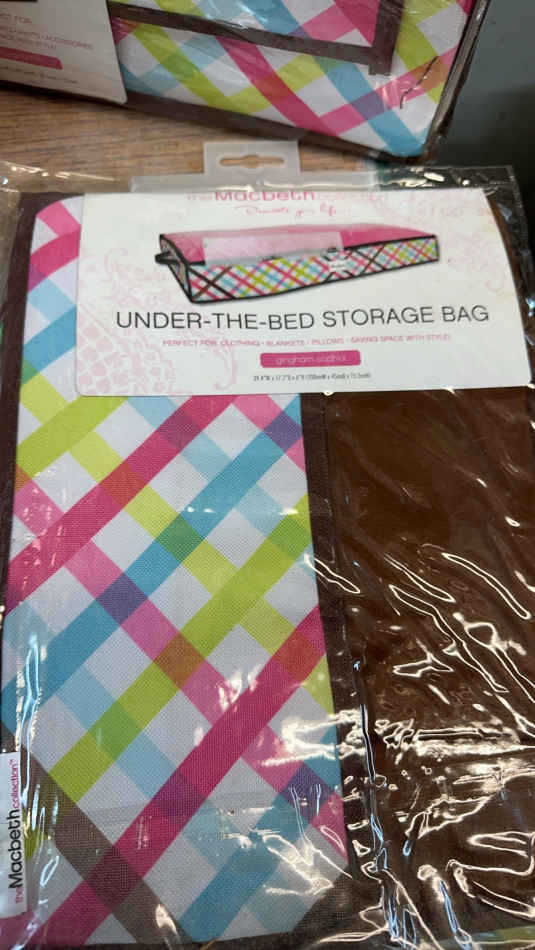 the Macbeth collection
Decorate your life...
UNDER-THE-BED STORAGE BAG
PERFECT FOR: CLOTHING • BLANKETS • PILLOWS • SAVING SPACE WITH STYLE!
gingham sophia
the Macbeth collection™